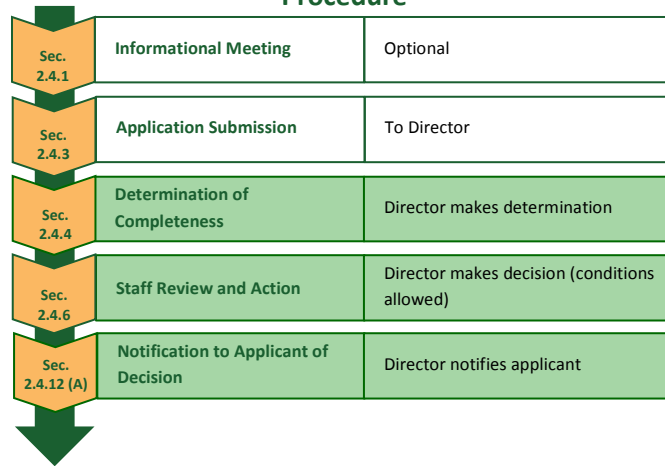 Procedure
Sec.
2.4.1
Informational Meeting
Optional
Sec.
2.4.3
Application Submission
To Director
Sec.
2.4.4
Determination of
Completeness
Director makes determination
Sec.
2.4.6
Staff Review and Action
Director makes decision (conditions
allowed)
Sec.
2.4.12 (A)
Notification to Applicant of
Decision
Director notifies applicant